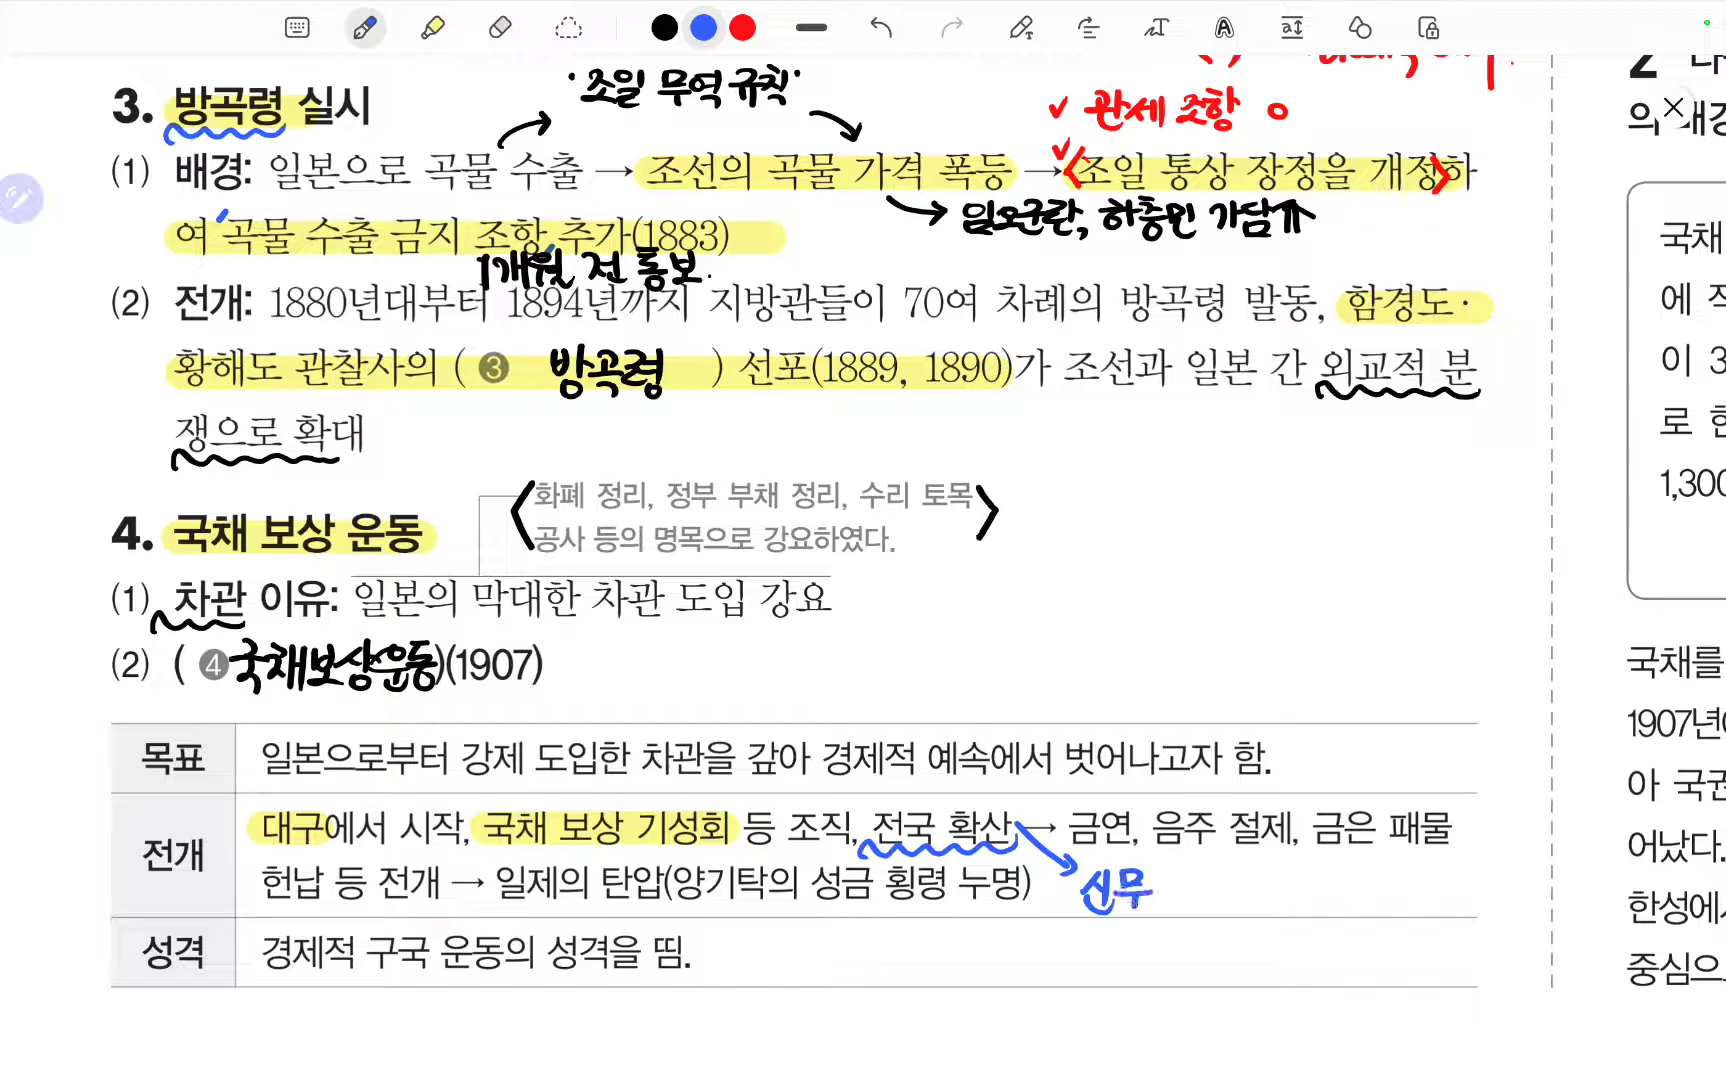 '조일 무역 규칙'
3. 방곡령 실시
✓ 관세 조항 O
(1) 배경: 일본으로 곡물 수출 → 조선의 곡물 가격 폭등 → 조일 통상 장정을 개정하
임오군란, 하층민 가담↑
여 곡물 수출 금지 조항 추가(1883)
1개월 전 통보.
(2) 전개: 1880년대부터 1894년까지 지방관들이 70여 차례의 방곡령 발동, 함경도·
황해도 관찰사의 ( ❸ 방곡령 ) 선포(1889, 1890)가 조선과 일본 간 외교적 분
쟁으로 확대
화폐 정리, 정부 부채 정리, 수리 토목
공사 등의 명목으로 강요하였다.
4. 국채 보상 운동
(1) 차관 이유: 일본의 막대한 차관 도입 강요
(2) ( ❹ 국채보상운동)(1907)
목표 일본으로부터 강제 도입한 차관을 갚아 경제적 예속에서 벗어나고자 함.
전개 대구에서 시작, 국채 보상 기성회 등 조직, 전국 확산 → 금연, 음주 절제, 금은 패물
헌납 등 전개 → 일제의 탄압(양기탁의 성금 횡령 누명)
신무
성격 경제적 구국 운동의 성격을 띰.
2
의
국채
에
이 3
로
1,300
국채를
1907년
아 국권
어났다.
한성에
중심으